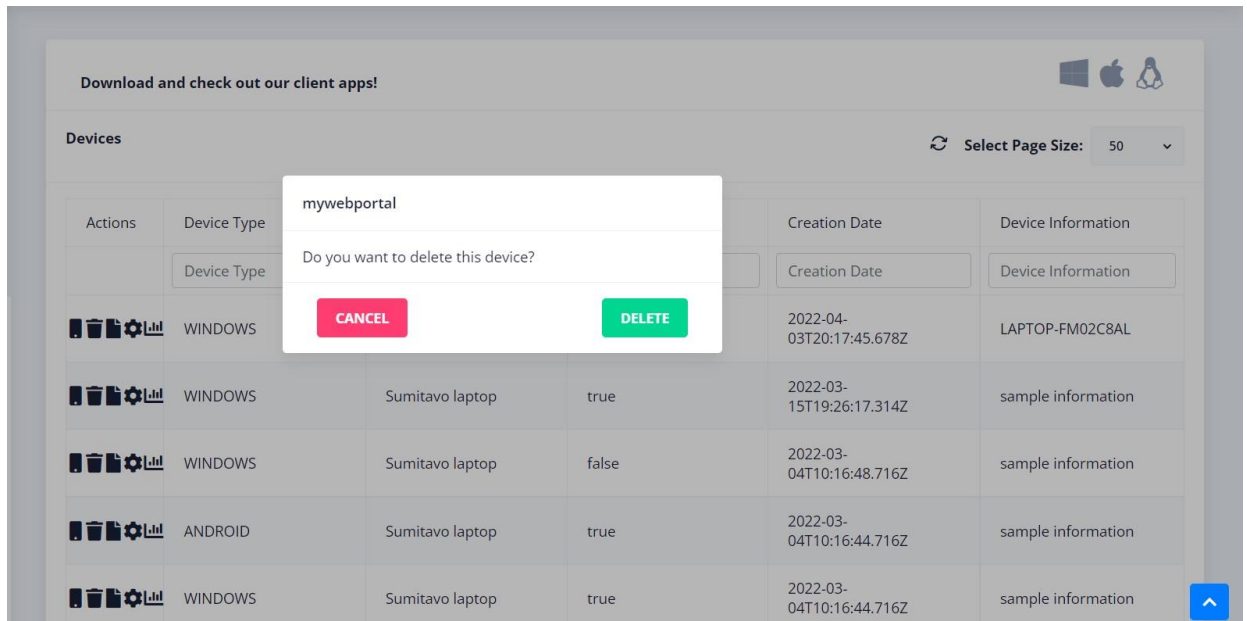 Download and check out our client apps!
Devices
Select Page Size: 50
mywebportal
Do you want to delete this device?
CANCEL DELETE
Actions Device Type Creation Date Device Information
Device Type Creation Date Device Information
WINDOWS 2022-04-
03T20:17:45.678Z LAPTOP-FM02C8AL
WINDOWS Sumitavo laptop true 2022-03-
15T19:26:17.314Z sample information
WINDOWS Sumitavo laptop false 2022-03-
04T10:16:48.716Z sample information
ANDROID Sumitavo laptop true 2022-03-
04T10:16:44.716Z sample information
WINDOWS Sumitavo laptop true 2022-03-
04T10:16:44.716Z sample information